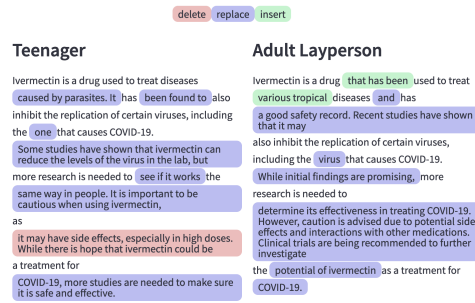 delete replace insert
Teenager
Ivermectin is a drug used to treat diseases
caused by parasites. It has been found to also
inhibit the replication of certain viruses, including
the one that causes COVID-19.
Some studies have shown that ivermectin can
reduce the levels of the virus in the lab, but
more research is needed to see if it works the
same way in people. It is important to be
cautious when using ivermectin,
as
it may have side effects, especially in high doses.
While there is hope that ivermectin could be
a treatment for
COVID-19, more studies are needed to make sure
it is safe and effective.
Adult Layperson
Ivermectin is a drug that has been used to treat
various tropical diseases and has
a good safety record. Recent studies have shown
that it may
also inhibit the replication of certain viruses,
including the virus that causes COVID-19.
While initial findings are promising, more
research is needed to
determine its effectiveness in treating COVID-19.
However, caution is advised due to potential side
effects and interactions with other medications.
Clinical trials are being recommended to further
investigate
the potential of ivermectin as a treatment for
COVID-19.